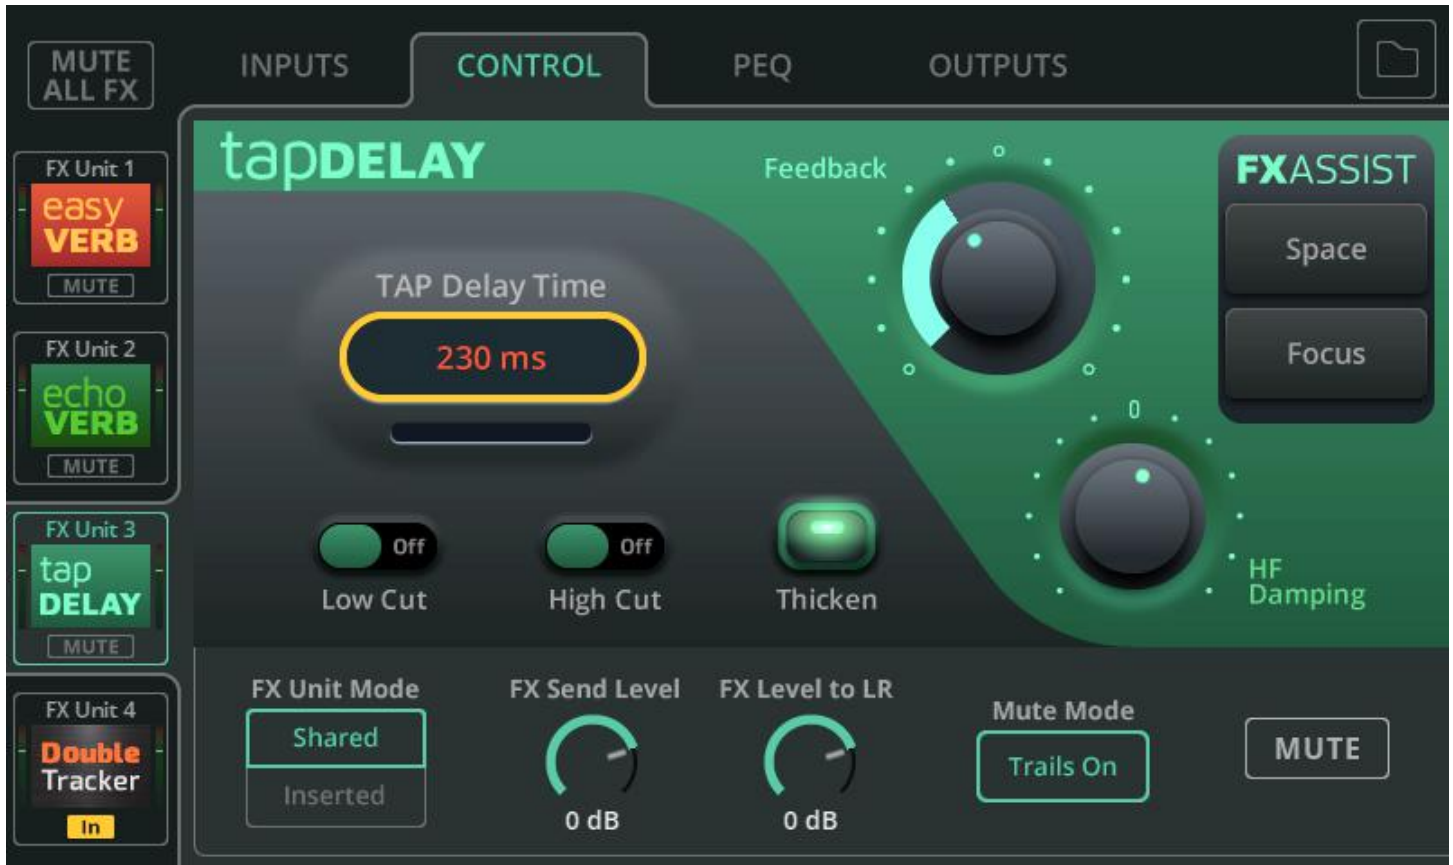 MUTE
ALL FX
INPUTS
CONTROL
PEQ
OUTPUTS
FX Unit 1
easy
VERB
MUTE
FX Unit 2
echo
VERB
MUTE
FX Unit 3
tap
DELAY
MUTE
FX Unit 4
Double
Tracker
In
tapDELAY
Feedback
FXASSIST
Space
Focus
TAP Delay Time
230 ms
0
HF
Damping
Off
Low Cut
Off
High Cut
Thicken
FX Unit Mode
Shared
Inserted
FX Send Level
0 dB
FX Level to LR
0 dB
Mute Mode
Trails On
MUTE